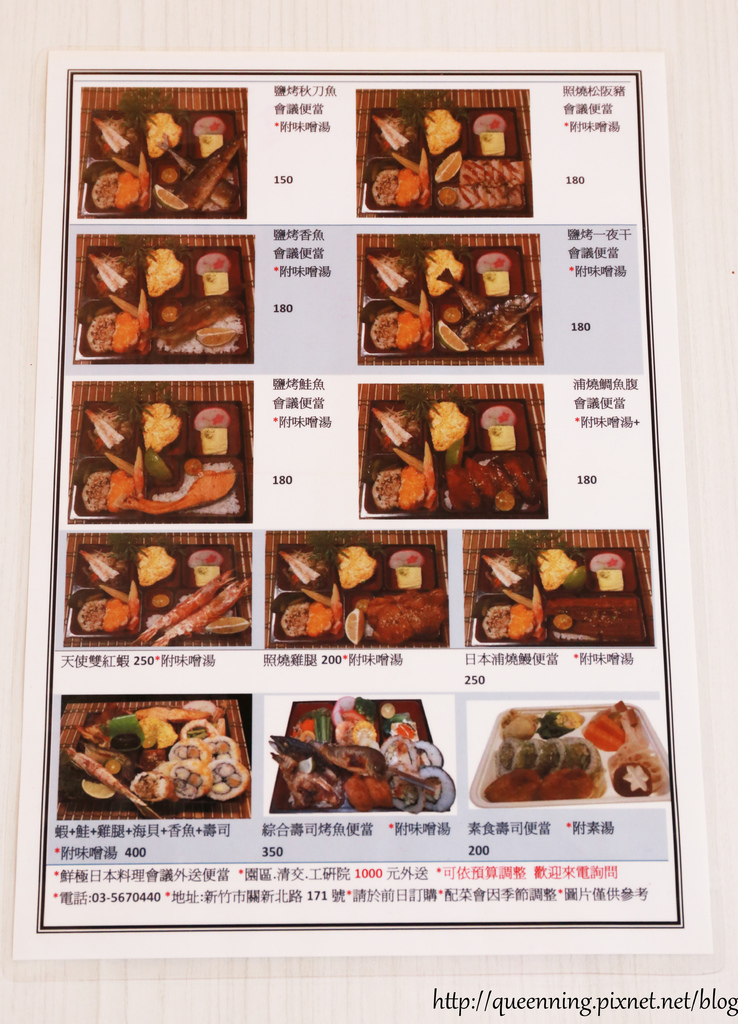 鹽烤秋刀魚
會議便當
*附味噌湯
150
照燒松阪豬
會議便當
*附味噌湯
180
鹽烤香魚
會議便當
*附味噌湯
180
鹽烤一夜干
會議便當
*附味噌湯
180
鹽烤鮭魚
會議便當
*附味噌湯
180
浦燒鯛魚腹
會議便當
*附味噌湯+
180
天使雙紅蝦 250*附味噌湯
照燒雞腿 200*附味噌湯
日本浦燒鰻便當 *附味噌湯
250
蝦+鮭+雞腿+海貝+香魚+壽司
*附味噌湯 400
綜合壽司烤魚便當 *附味噌湯
350
素食壽司便當 *附素湯
200
*鮮極日本料理會議外送便當 *園區.清交.工研院 1000 元外送 *可依預算調整 歡迎來電詢問
*電話:03-5670440 *地址:新竹市關新北路 171 號*請於前日訂購*配菜會因季節調整*圖片僅供參考
http://queenning.pixnet.net/blog